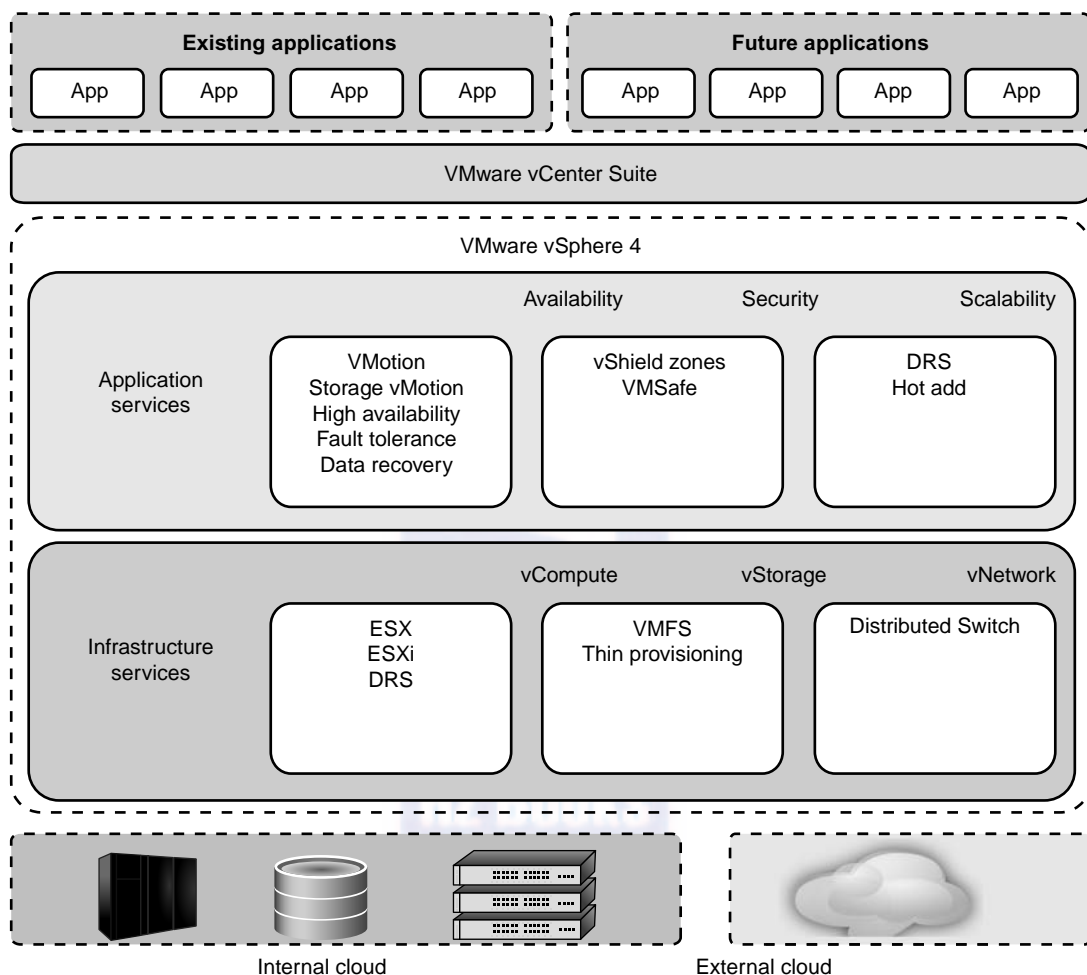 Existing applications
Future applications
App App App App
App App App App
VMware vCenter Suite
VMware vSphere 4
Availability Security Scalability
Application
services
VMotion
Storage vMotion
High availability
Fault tolerance
Data recovery
vShield zones
VMSafe
DRS
Hot add
vCompute vStorage vNetwork
Infrastructure
services
ESX
ESXi
DRS
VMFS
Thin provisioning
Distributed Switch
Internal cloud
External cloud